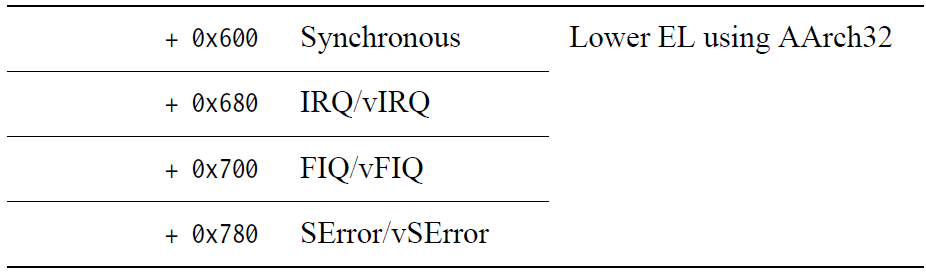 + 0x600 Synchronous Lower EL using AArch32
+ 0x680 IRQ/vIRQ
+ 0x700 FIQ/vFIQ
+ 0x780 SError/vSError